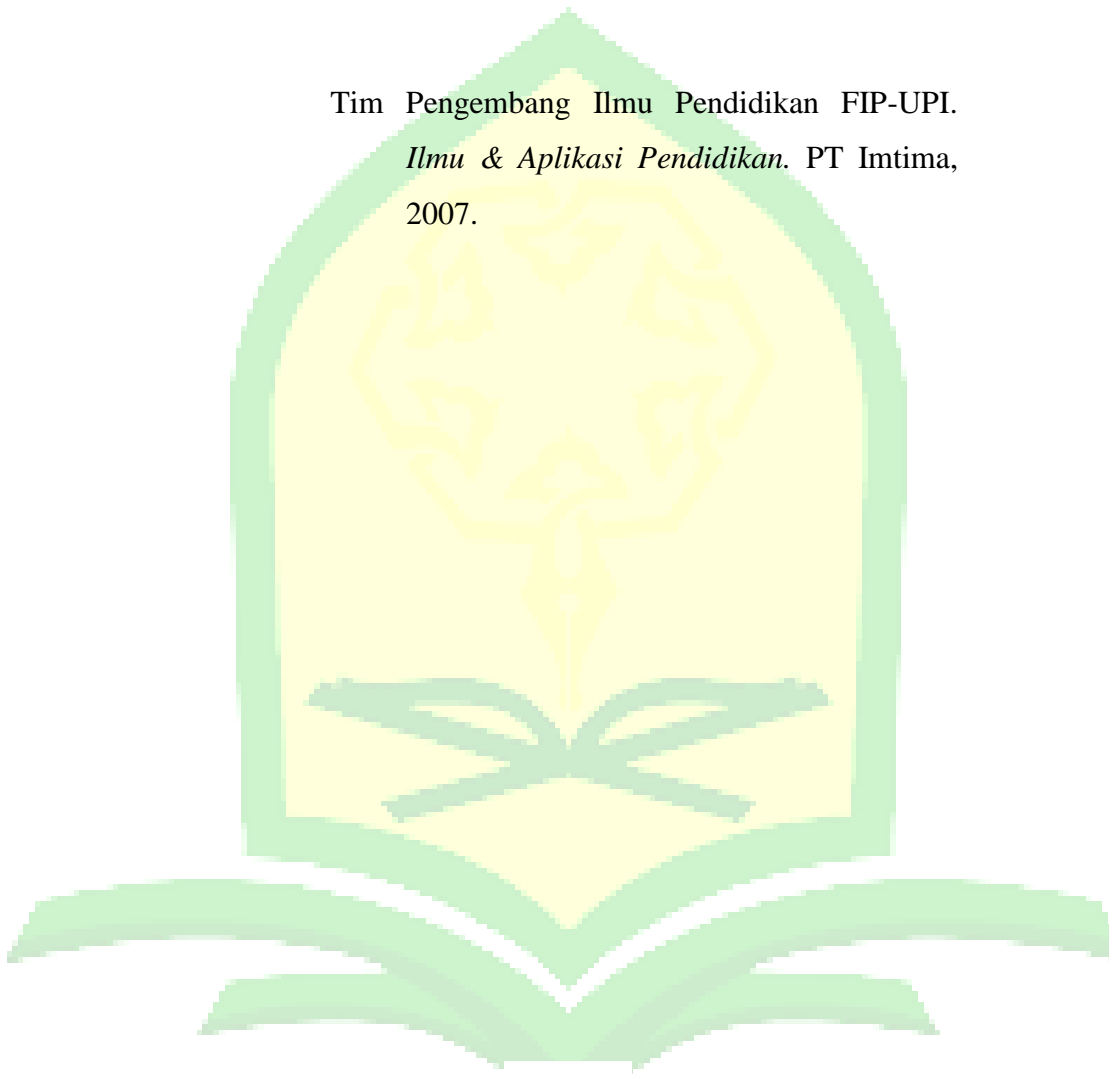 Tim Pengembang Ilmu Pendidikan FIP-UPI.
Ilmu & Aplikasi Pendidikan. PT Imtima,
2007.